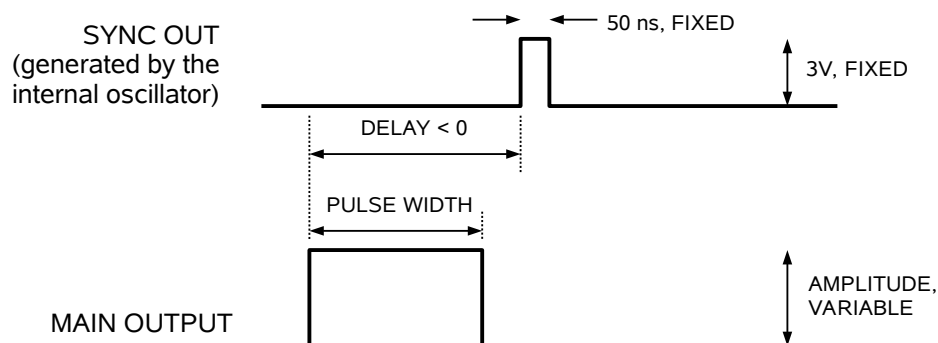 50 ns, FIXED
SYNC OUT
(generated by the
internal oscillator)
3V, FIXED
DELAY < 0
PULSE WIDTH
AMPLITUDE,
VARIABLE
MAIN OUTPUT